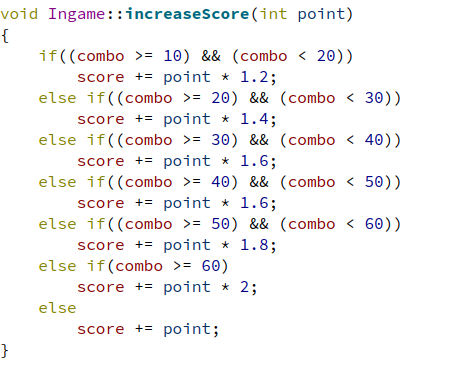 void Ingame::increaseScore(int point)
{
    if((combo >= 10) && (combo < 20))
        score += point * 1.2;
    else if((combo >= 20) && (combo < 30))
        score += point * 1.4;
    else if((combo >= 30) && (combo < 40))
        score += point * 1.6;
    else if((combo >= 40) && (combo < 50))
        score += point * 1.6;
    else if((combo >= 50) && (combo < 60))
        score += point * 1.8;
    else if(combo >= 60)
        score += point * 2;
    else
        score += point;
}